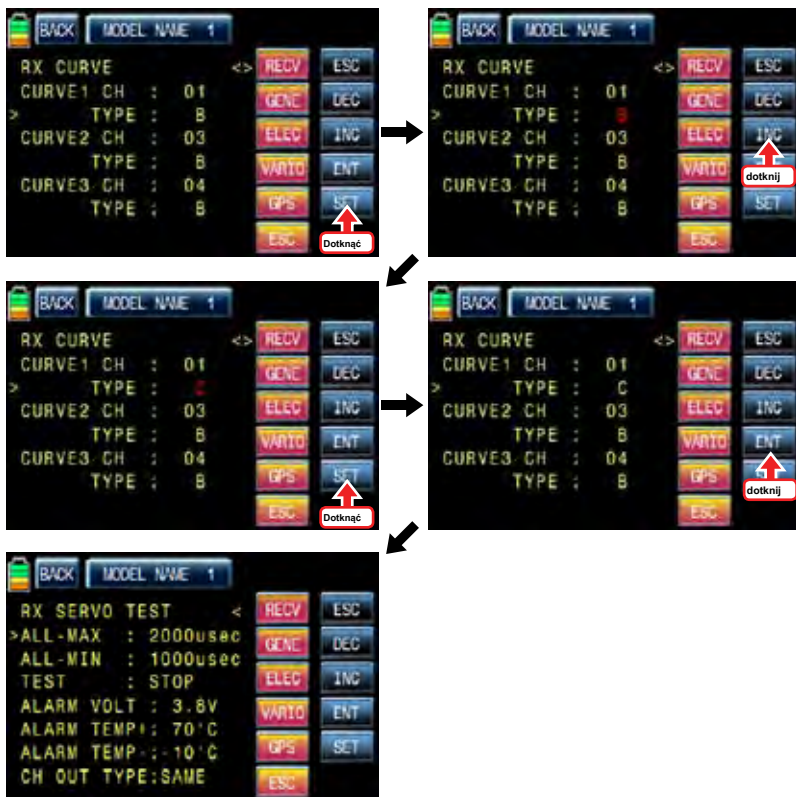 BACK MODEL NAME 1
RX CURVE <> RECV ESC
CURVE1 CH : 01 GENE DEC
> TYPE : B
CURVE2 CH : 03 ELEC INC
TYPE : B VARIO ENT
CURVE3 CH : 04
TYPE : B GPS SET
ESC Dotknąć
BACK MODEL NAME 1
RX CURVE <> RECV ESC
CURVE1 CH : 01 GENE DEC
> TYPE : B
CURVE2 CH : 03 ELEC INC
TYPE : B VARIO dotknij
CURVE3 CH : 04
TYPE : B GPS SET
ESC
BACK MODEL NAME 1
RX CURVE <> RECV ESC
CURVE1 CH : 01 GENE DEC
> TYPE : C
CURVE2 CH : 03 ELEC INC
TYPE : B VARIO ENT
CURVE3 CH : 04
TYPE : B GPS SET
ESC Dotknąć
BACK MODEL NAME 1
RX CURVE <> RECV ESC
CURVE1 CH : 01 GENE DEC
> TYPE : C
CURVE2 CH : 03 ELEC INC
TYPE : B VARIO ENT
CURVE3 CH : 04
TYPE : B GPS dotknij
ESC
BACK MODEL NAME 1
RX SERVO TEST < RECV ESC
>ALL-MAX : 2000usec GENE DEC
ALL-MIN : 1000usec
TEST : STOP ELEC INC
ALARM VOLT : 3.8V VARIO ENT
ALARM TEMP+: 70'C
ALARM TEMP-:-10'C GPS SET
CH OUT TYPE:SAME ESC